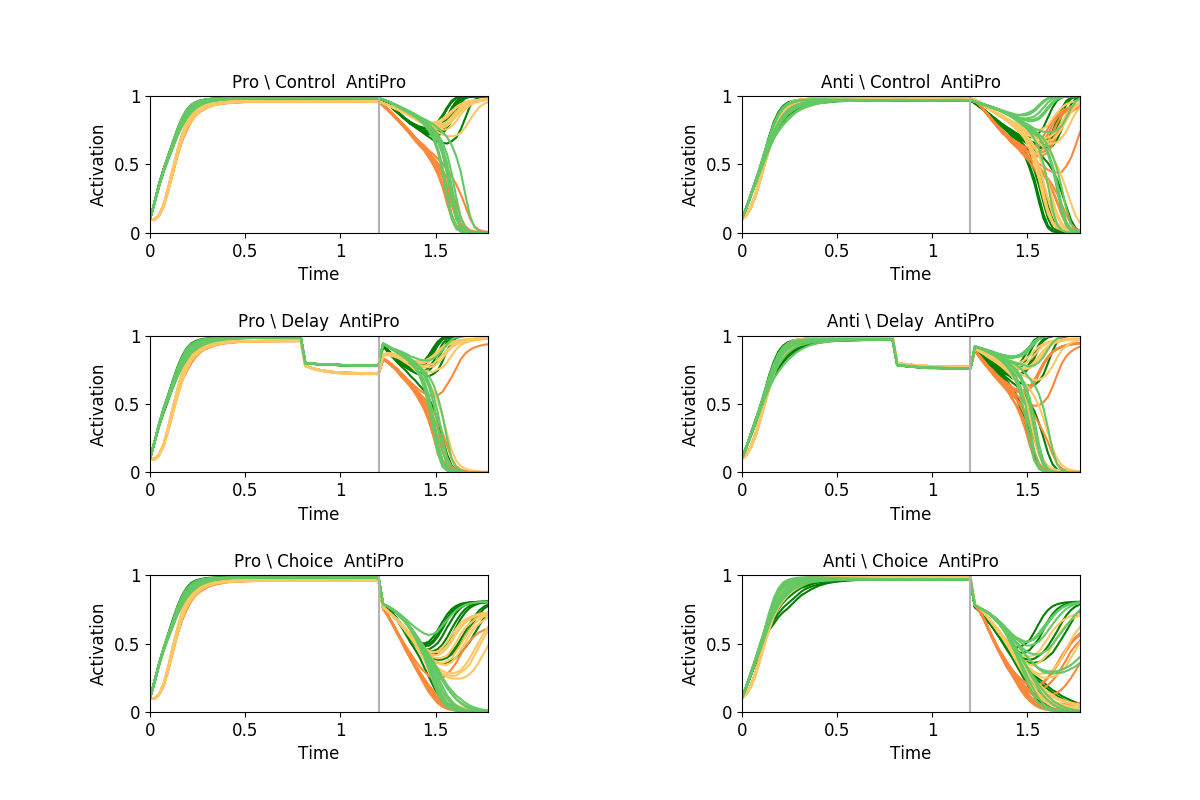 Pro \ Control  AntiPro
Activation
1
0.5
0
0
0.5
1
1.5
Time
Anti \ Control  AntiPro
Activation
1
0.5
0
0
0.5
1
1.5
Time
Pro \ Delay  AntiPro
Activation
1
0.5
0
0
0.5
1
1.5
Time
Anti \ Delay  AntiPro
Activation
1
0.5
0
0
0.5
1
1.5
Time
Pro \ Choice  AntiPro
Activation
1
0.5
0
0
0.5
1
1.5
Time
Anti \ Choice  AntiPro
Activation
1
0.5
0
0
0.5
1
1.5
Time